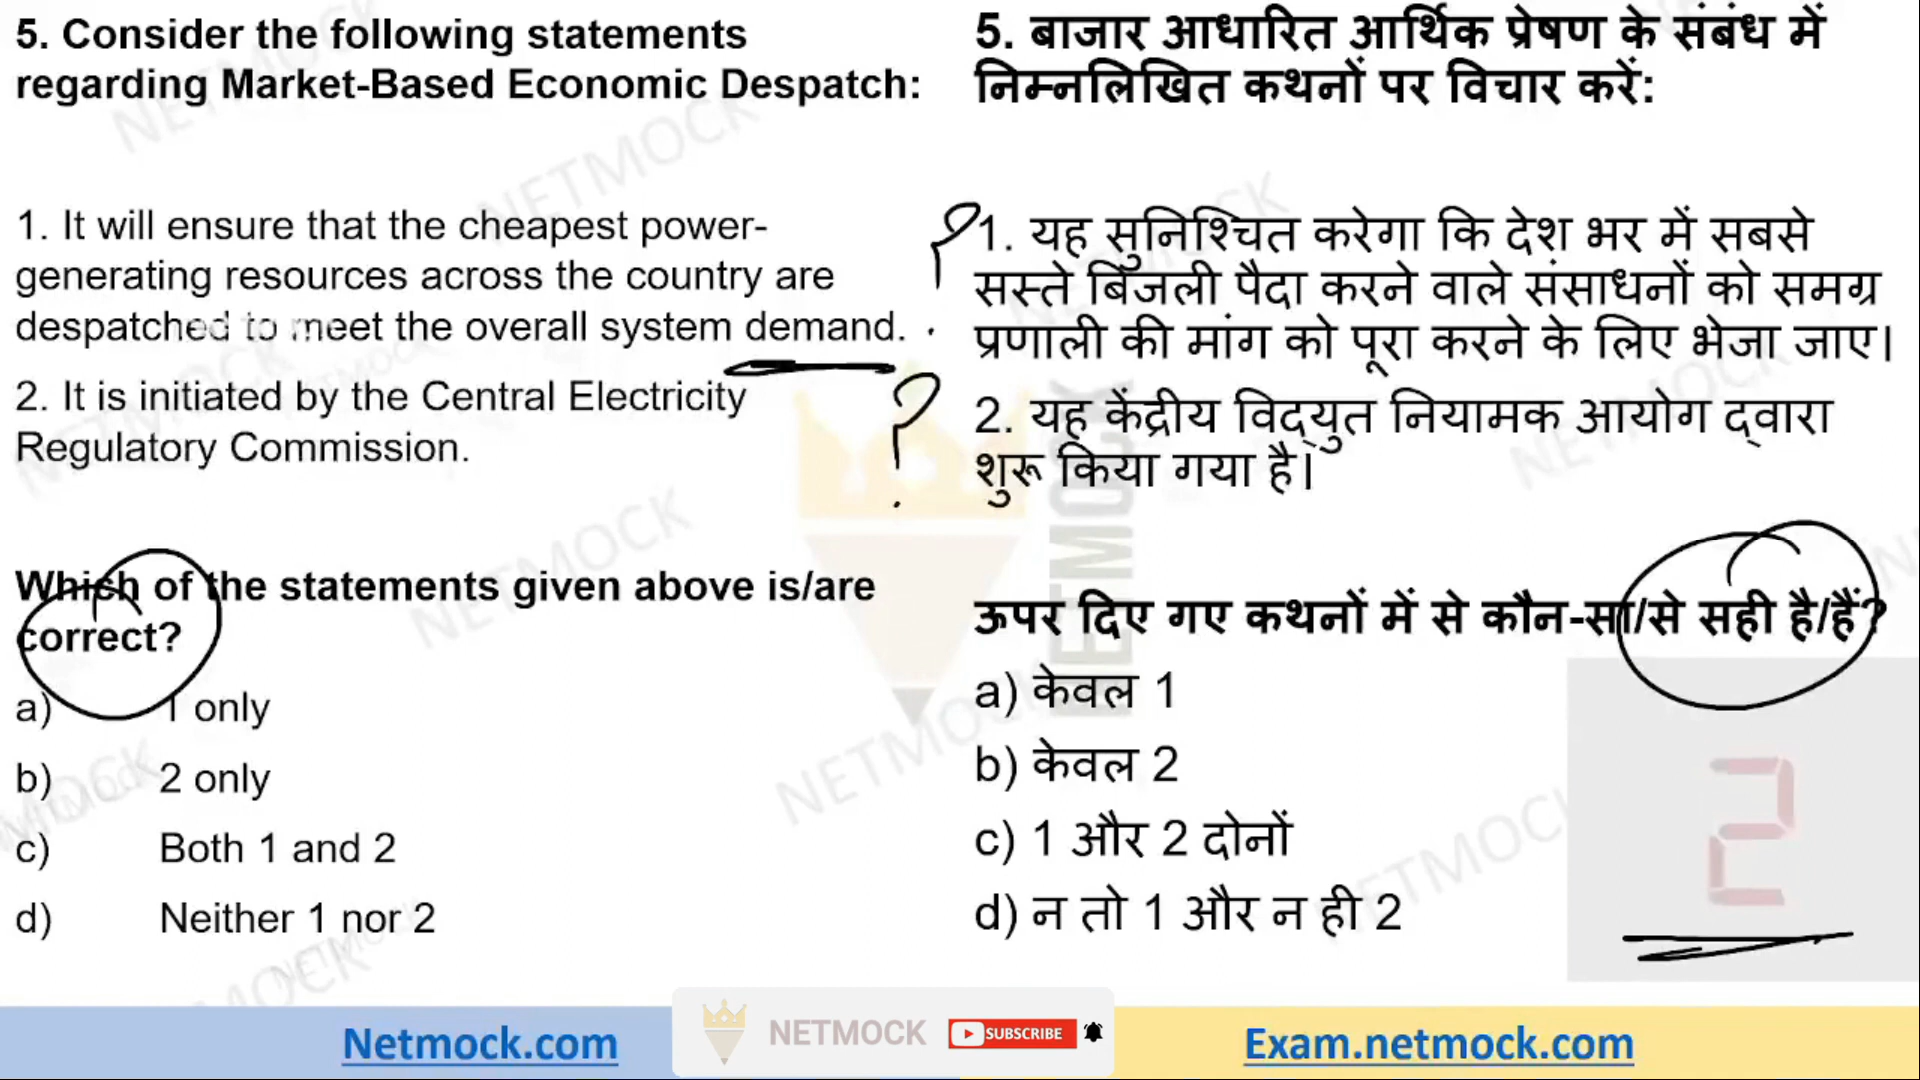 5. Consider the following statements
regarding Market-Based Economic Despatch:
1. It will ensure that the cheapest power-
generating resources across the country are
despatched to meet the overall system demand.
2. It is initiated by the Central Electricity
Regulatory Commission.
Which of the statements given above is/are
correct?
a) 1 only
b) 2 only
c) Both 1 and 2
d) Neither 1 nor 2
5. बाजार आधारित आर्थिक प्रेषण के संबंध में
निम्नलिखित कथनों पर विचार करें:
1. यह सुनिश्चित करेगा कि देश भर में सबसे
सस्ते बिजली पैदा करने वाले संसाधनों को समग्र
प्रणाली की मांग को पूरा करने के लिए भेजा जाए।
2. यह केंद्रीय विद्युत नियामक आयोग द्वारा
शुरू किया गया है।
ऊपर दिए गए कथनों में से कौन-सा/से सही है/हैं?
a) केवल 1
b) केवल 2
c) 1 और 2 दोनों
d) न तो 1 और न ही 2
2
NETMOCK
Netmock.com
NETMOCK
SUBSCRIBE
Exam.netmock.com